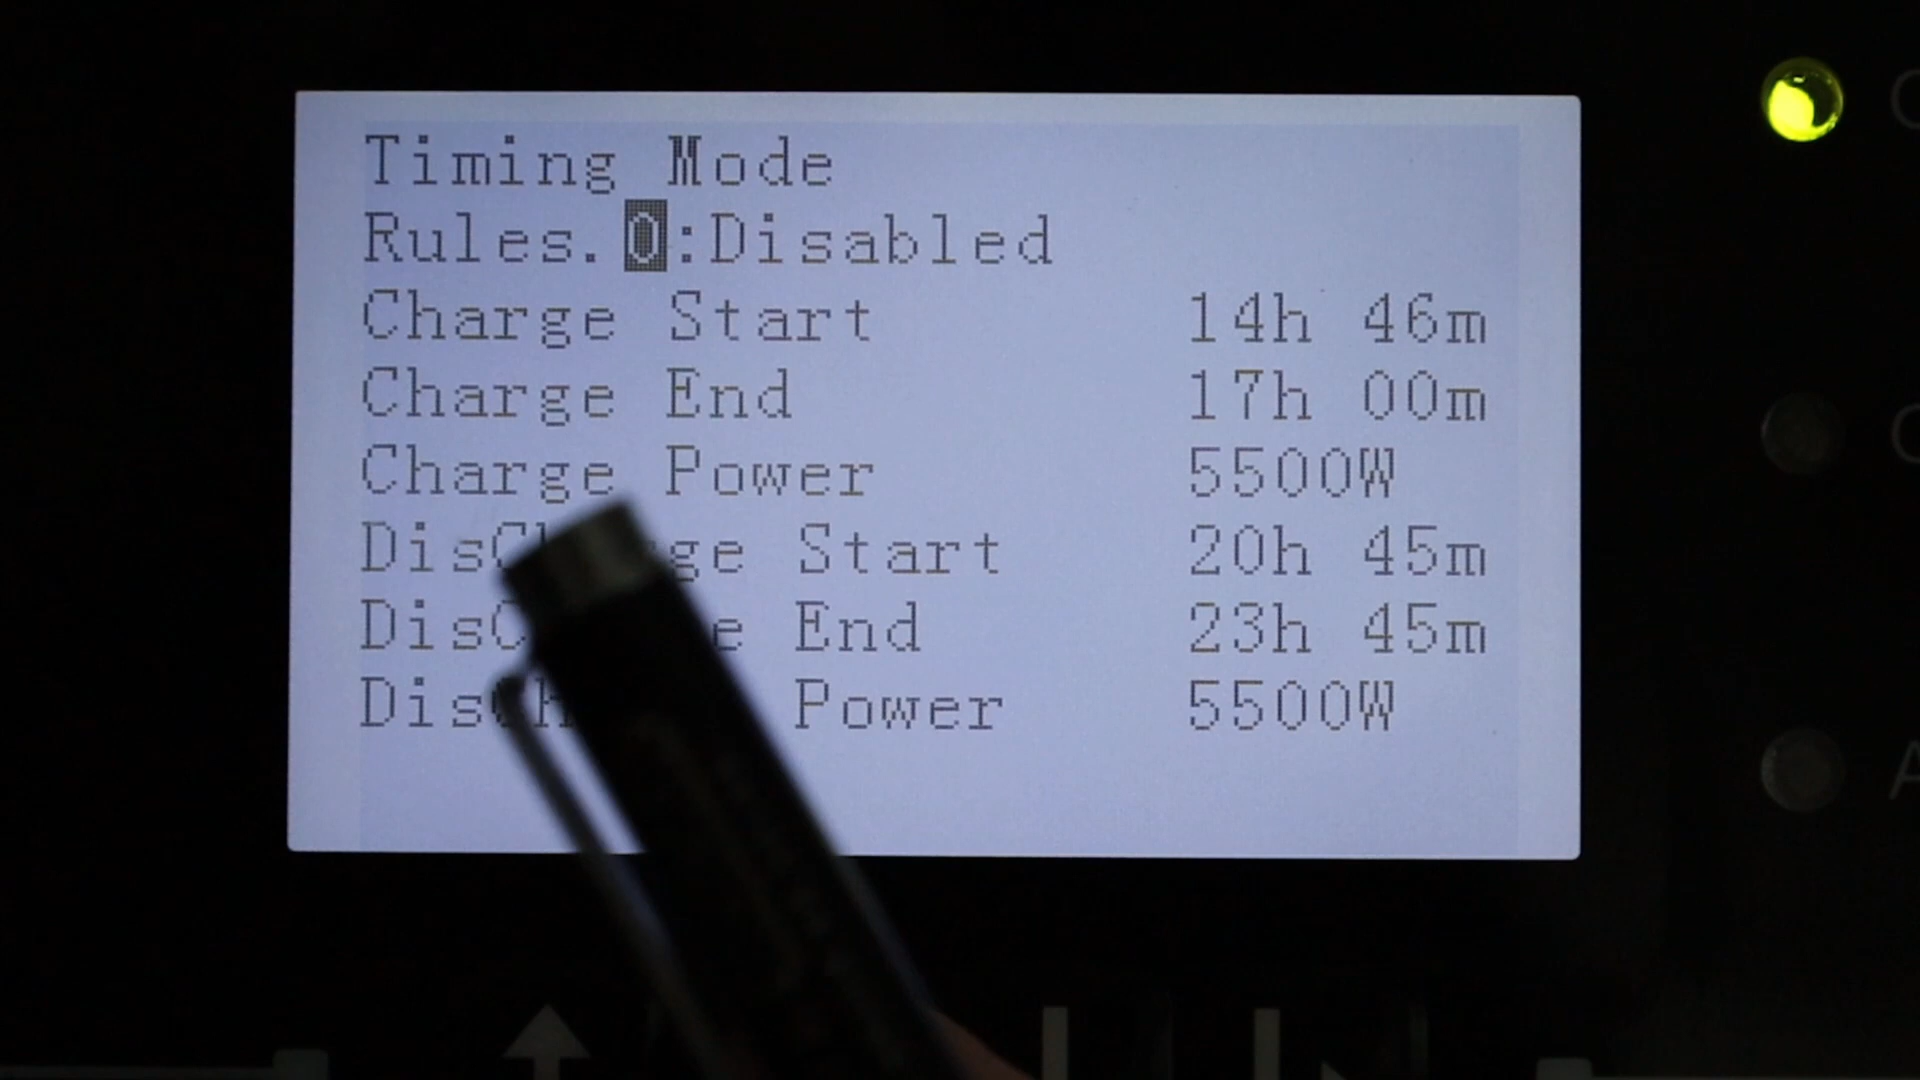 Timing Mode
Rules.0:Disabled
Charge Start 14h 46m
Charge End 17h 00m
Charge Power 5500W
Start 20h 45m
End 23h 45m
Power 5500W